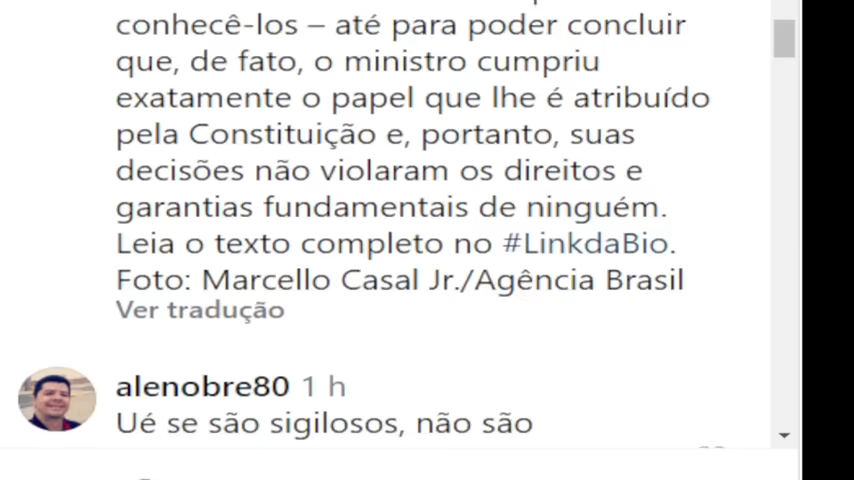 conhecê-los – até para poder concluir
que, de fato, o ministro cumpriu
exatamente o papel que lhe é atribuído
pela Constituição e, portanto, suas
decisões não violaram os direitos e
garantias fundamentais de ninguém.
Leia o texto completo no #LinkdaBio.
Foto: Marcello Casal Jr./Agência Brasil
Ver tradução
alenobre80 1 h
Ué se são sigilosos, não são